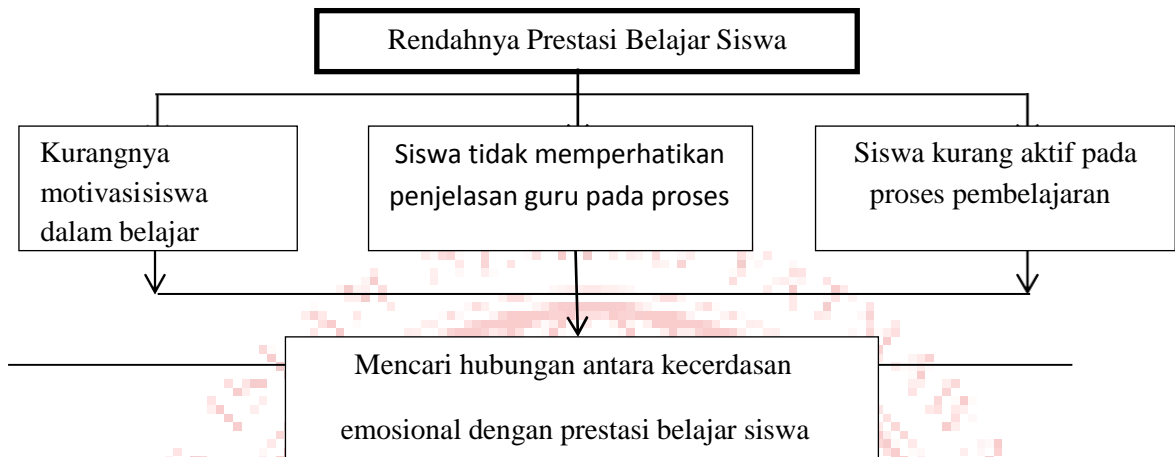 Rendahnya Prestasi Belajar Siswa
Kurangnya
motivasisiswa
dalam belajar
Siswa tidak memperhatikan
penjelasan guru pada proses
Siswa kurang aktif pada
proses pembelajaran
Mencari hubungan antara kecerdasan
emosional dengan prestasi belajar siswa